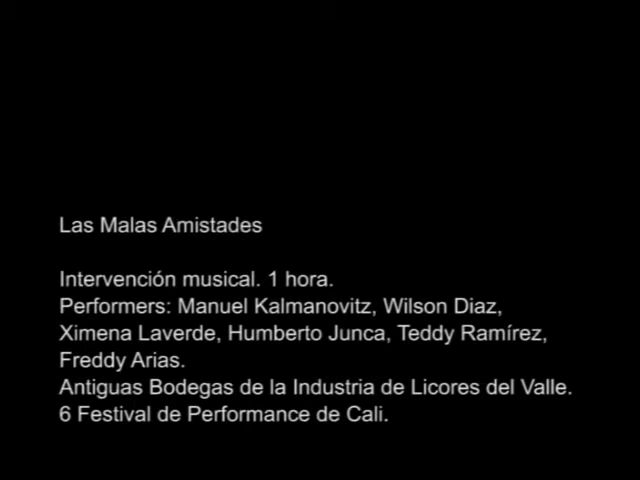 Las Malas Amistades
Intervención musical. 1 hora.
Performers: Manuel Kalmanovitz, Wilson Diaz,
Ximena Laverde, Humberto Junca, Teddy Ramírez,
Freddy Arias.
Antiguas Bodegas de la Industria de Licores del Valle.
6 Festival de Performance de Cali.